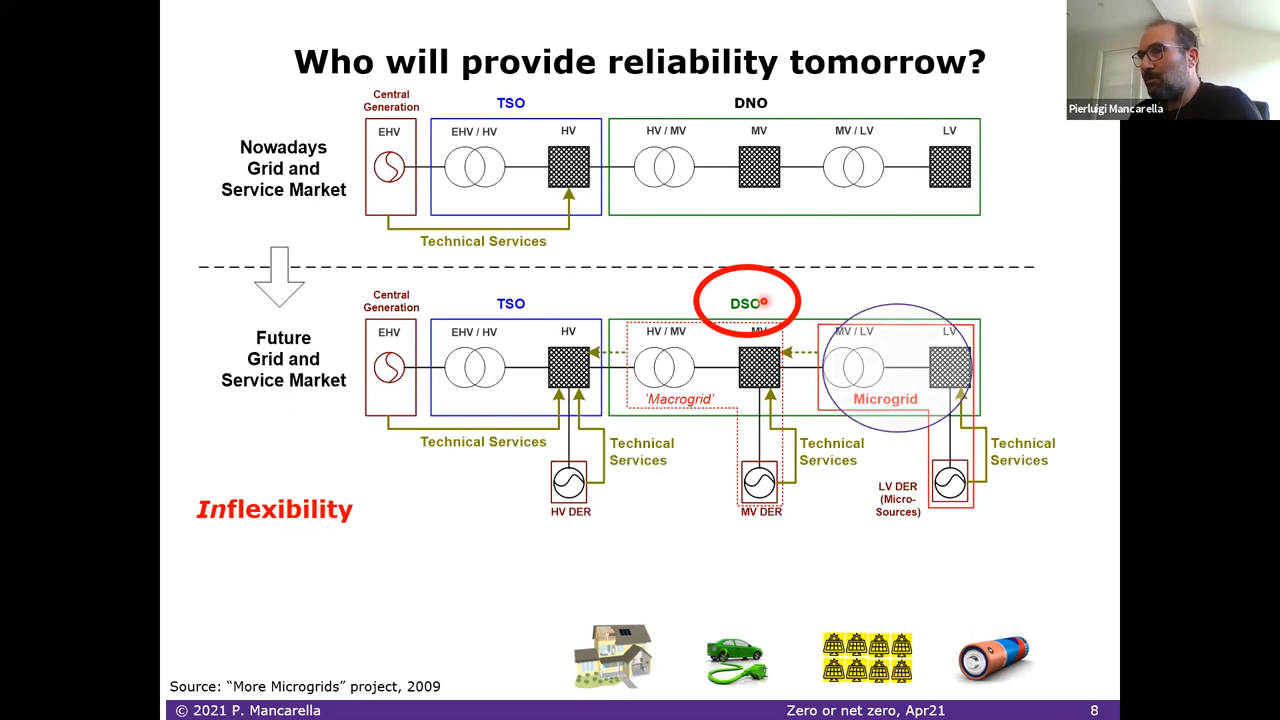 Who will provide reliability tomorrow?
Pierluigi Mancarella
Central
Generation
TSO
DNO
EHV
EHV / HV
HV
HV / MV
MV
MV / LV
LV
Nowadays
Grid and
Service Market
Technical Services
Central
Generation
TSO
DSO
EHV
EHV / HV
HV
HV / MV
MV
MV / LV
LV
Future
Grid and
Service Market
'Macrogrid'
Microgrid
Technical Services
Technical
Services
Technical
Services
Technical
Services
HV DER
MV DER
LV DER
(Micro-
Sources)
Inflexibility
Source: “More Microgrids” project, 2009
© 2021 P. Mancarella
Zero or net zero, Apr21
8